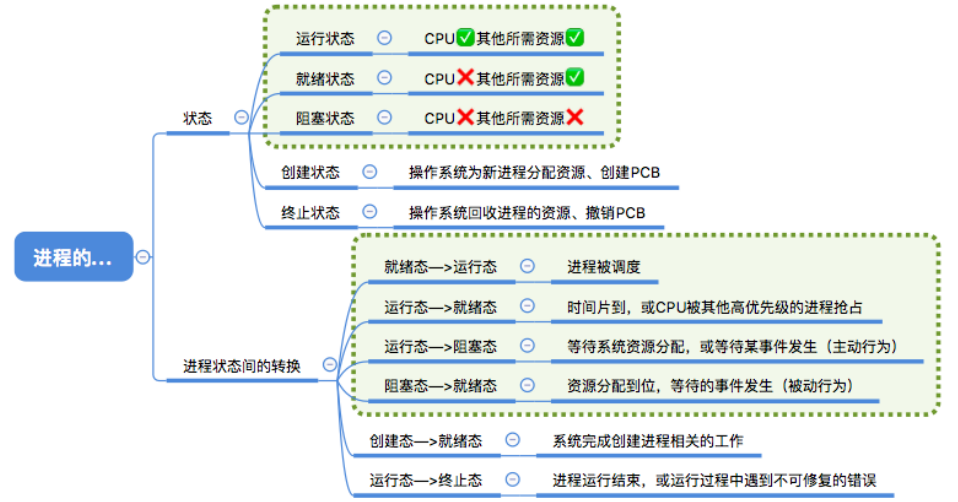 运行状态 CPU✅其他所需资源✅
就绪状态 CPU❌其他所需资源✅
状态
阻塞状态 CPU❌其他所需资源❌
创建状态 操作系统为新进程分配资源、创建PCB
终止状态 操作系统回收进程的资源、撤销PCB
进程的...
就绪态—>运行态 进程被调度
运行态—>就绪态 时间片到，或CPU被其他高优先级的进程抢占
运行态—>阻塞态 等待系统资源分配，或等待某事件发生（主动行为）
进程状态间的转换
阻塞态—>就绪态 资源分配到位，等待的事件发生（被动行为）
创建态—>就绪态 系统完成创建进程相关的工作
运行态—>终止态 进程运行结束，或运行过程中遇到不可修复的错误